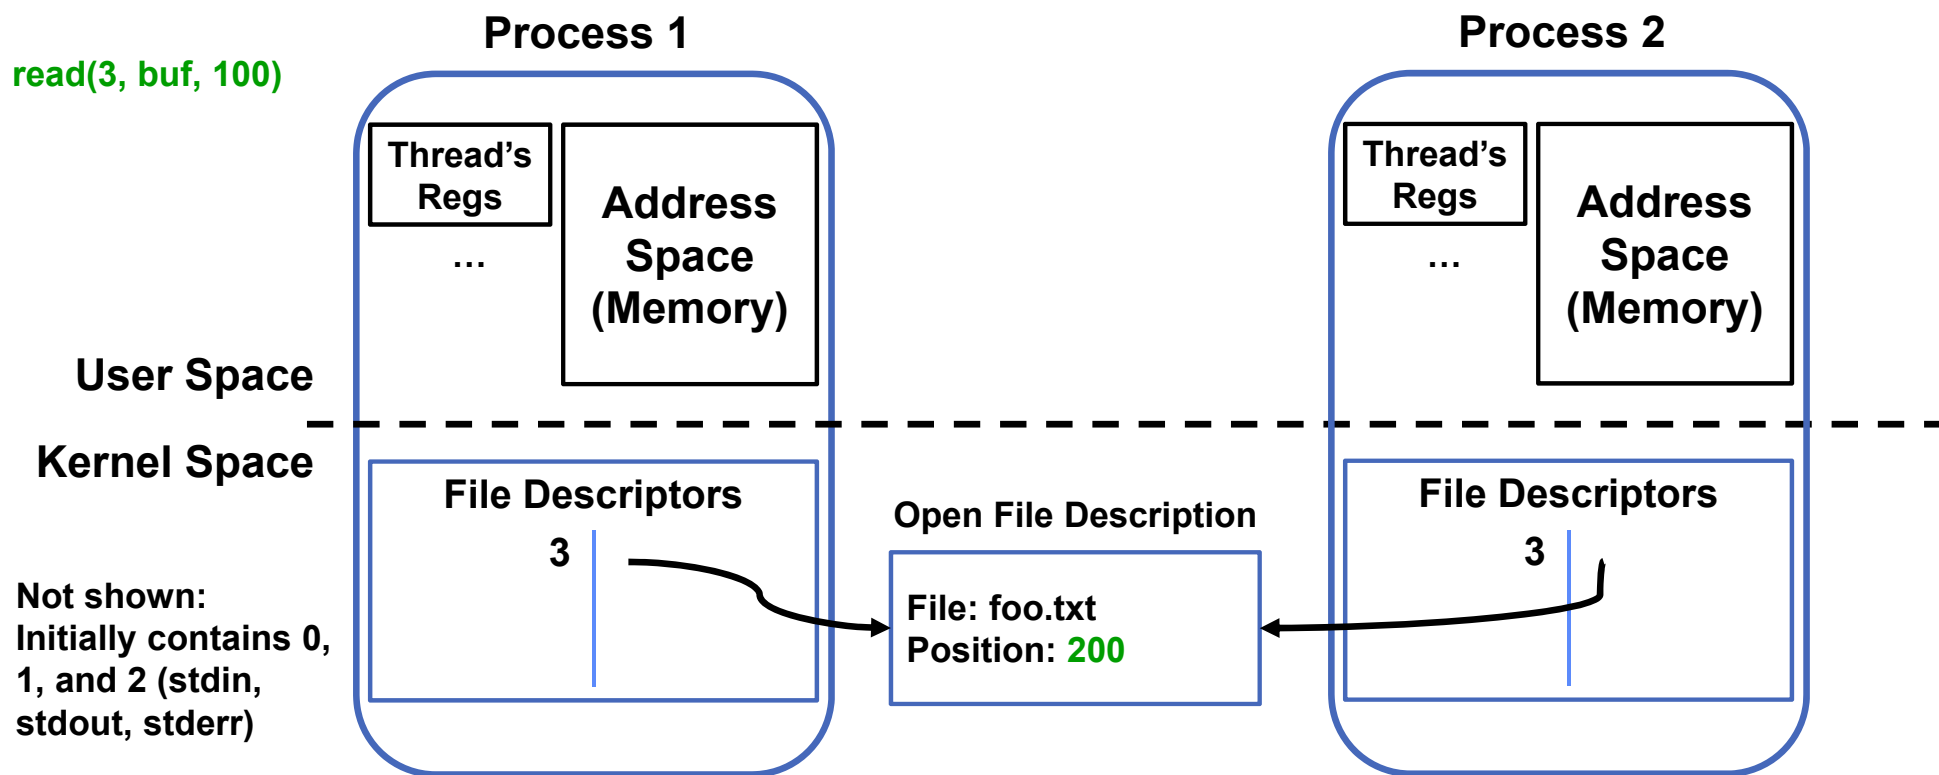 Process 1
Process 2
read(3, buf, 100)
Thread’s
Regs
…
Address
Space
(Memory)
Thread’s
Regs
…
Address
Space
(Memory)
User Space
Kernel Space
File Descriptors
3
Open File Description
File: foo.txt
Position: 200
File Descriptors
3
Not shown:
Initially contains 0,
1, and 2 (stdin,
stdout, stderr)